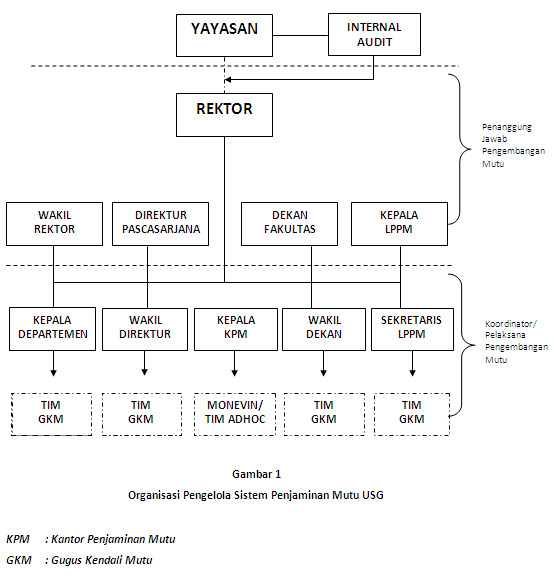 YAYASAN
INTERNAL
AUDIT
REKTOR
Penanggung
Jawab
Pengembangan
Mutu
WAKIL
REKTOR
DIREKTUR
PASCASARJANA
DEKAN
FAKULTAS
KEPALA
LPPM
KEPALA
DEPARTEMEN
WAKIL
DIREKTUR
KEPALA
KPM
WAKIL
DEKAN
SEKRETARIS
LPPM
Koordinator/
Pelaksana
Pengembangan
Mutu
TIM
GKM
TIM
GKM
MONEVIN/
TIM ADHOC
TIM
GKM
TIM
GKM
Gambar 1
Organisasi Pengelola Sistem Penjaminan Mutu USG
KPM : Kantor Penjaminan Mutu
GKM : Gugus Kendali Mutu